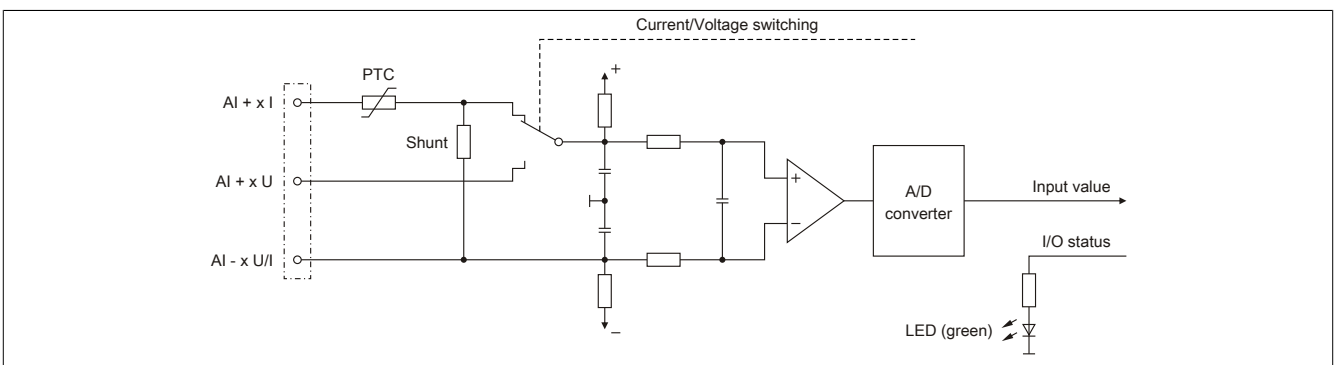 Current/Voltage switching
PTC
AI + x I
Shunt
AI + x U
AI - x U/I
+
−
+
−
A/D
converter
Input value
I/O status
LED (green)